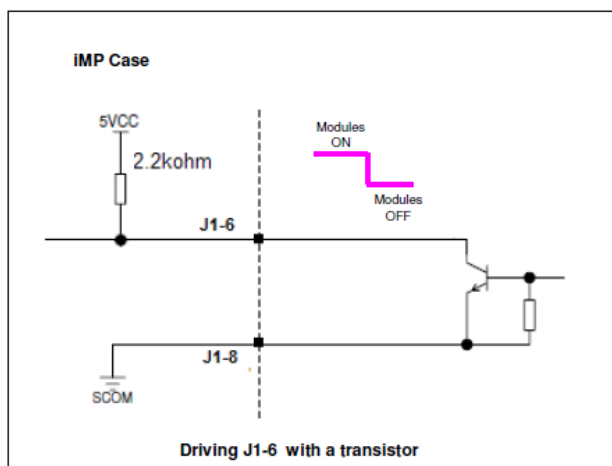 iMP Case
5VCC
2.2kohm
Modules
ON
Modules
OFF
J1-6
J1-8
SCOM
Driving J1-6 with a transistor